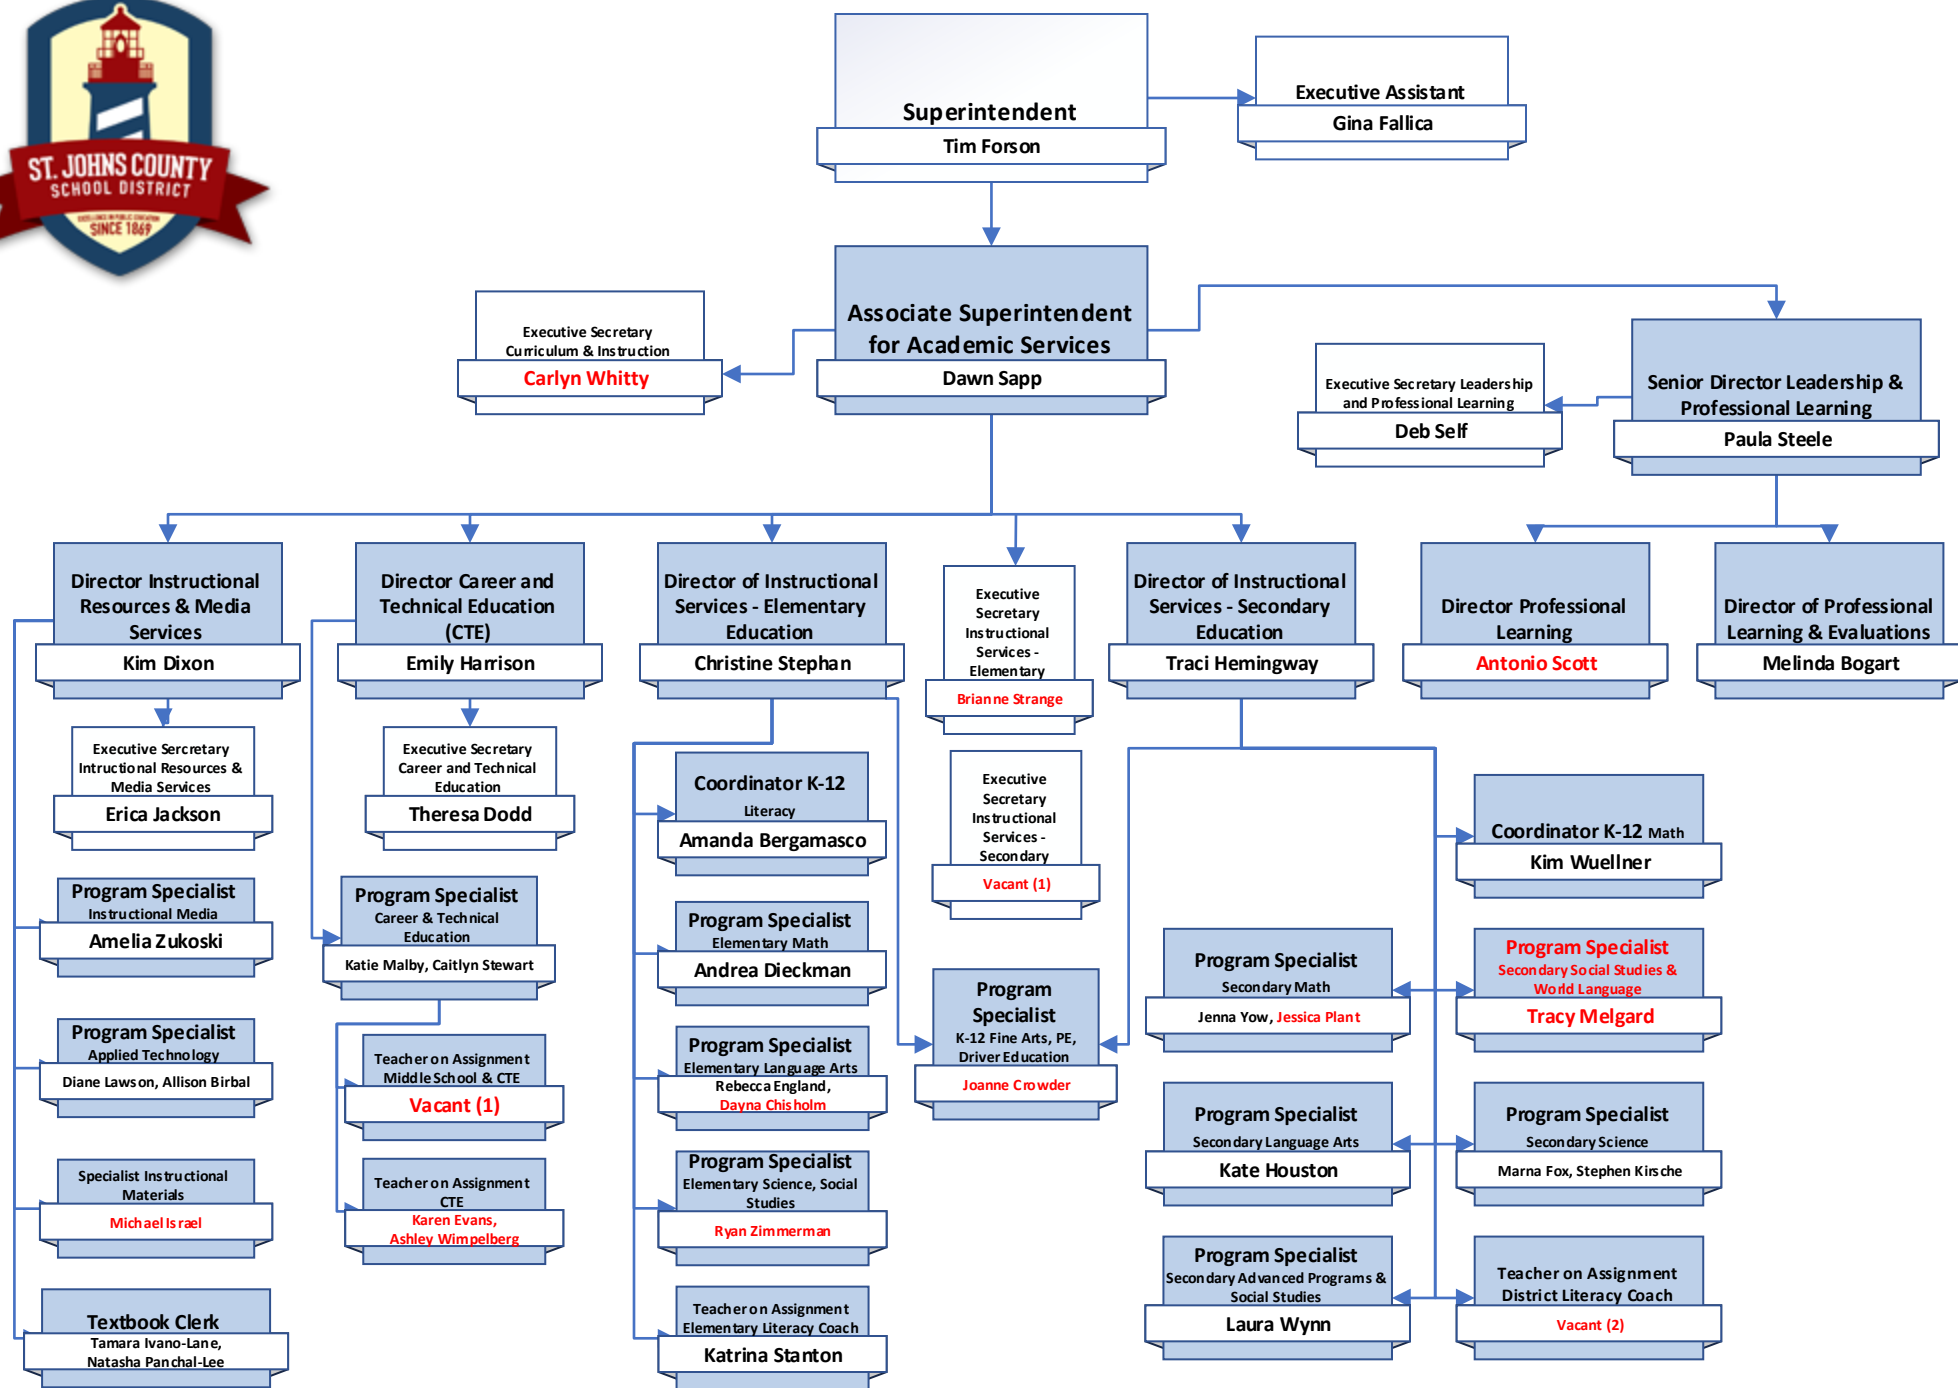 ST. JOHNS COUNTY
SCHOOL DISTRICT
EXCELLENCE IN PUBLIC EDUCATION
SINCE 1869
Superintendent
Tim Forson
Executive Assistant
Gina Fallica
Associate Superintendent
for Academic Services
Dawn Sapp
Executive Secretary
Curriculum & Instruction
Carlyn Whitty
Executive Secretary Leadership
and Professional Learning
Deb Self
Senior Director Leadership &
Professional Learning
Paula Steele
Director Instructional
Resources & Media
Services
Kim Dixon
Director Career and
Technical Education
(CTE)
Emily Harrison
Director of Instructional
Services - Elementary
Education
Christine Stephan
Executive
Secretary
Instructional
Services -
Elementary
Brianne Strange
Director of Instructional
Services - Secondary
Education
Traci Hemingway
Director Professional
Learning
Antonio Scott
Director of Professional
Learning & Evaluations
Melinda Bogart
Executive Sercretary
Intructional Resources &
Media Services
Erica Jackson
Program Specialist
Instructional Media
Amelia Zukoski
Program Specialist
Applied Technology
Diane Lawson, Allison Birbal
Specialist Instructional
Materials
Michael Israel
Textbook Clerk
Tamara Ivano-Lane,
Natasha Panchal-Lee
Executive Secretary
Career and Technical
Education
Theresa Dodd
Program Specialist
Career & Technical
Education
Katie Malby, Caitlyn Stewart
Teacher on Assignment
Middle School & CTE
Vacant (1)
Teacher on Assignment
CTE
Karen Evans,
Ashley Wimpelberg
Coordinator K-12
Literacy
Amanda Bergamasco
Program Specialist
Elementary Math
Andrea Dieckman
Program Specialist
Elementary Language Arts
Rebecca England,
Dayna Chisholm
Program Specialist
Elementary Science, Social
Studies
Ryan Zimmerman
Teacher on Assignment
Elementary Literacy Coach
Katrina Stanton
Executive
Secretary
Instructional
Services -
Secondary
Vacant (1)
Program
Specialist
K-12 Fine Arts, PE,
Driver Education
Joanne Crowder
Coordinator K-12 Math
Kim Wuellner
Program Specialist
Secondary Math
Jenna Yow, Jessica Plant
Program Specialist
Secondary Social Studies &
World Language
Tracy Melgard
Program Specialist
Secondary Language Arts
Kate Houston
Program Specialist
Secondary Science
Marna Fox, Stephen Kirsche
Program Specialist
Secondary Advanced Programs &
Social Studies
Laura Wynn
Teacher on Assignment
District Literacy Coach
Vacant (2)